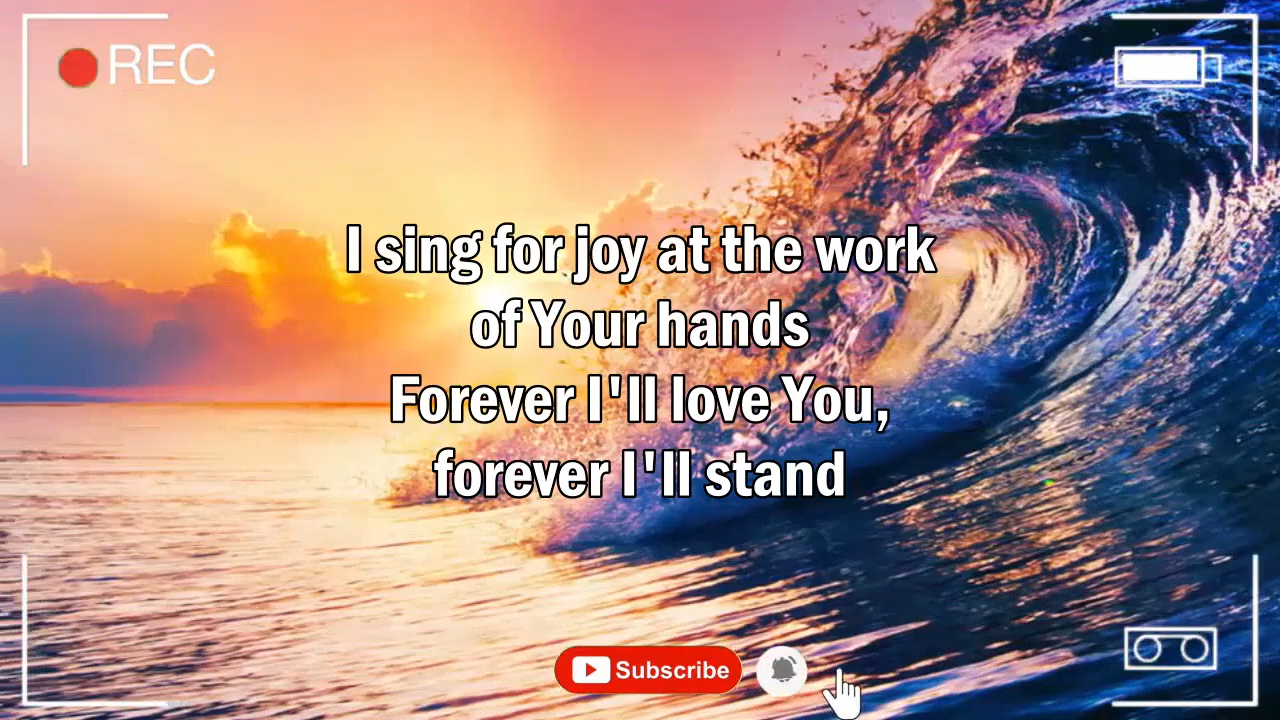 REC
I sing for joy at the work
of Your hands
Forever I'll love You,
forever I'll stand
Subscribe